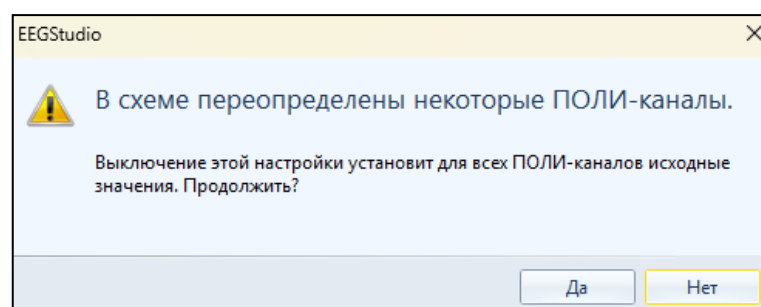 EEGStudio
В схеме переопределены некоторые ПОЛИ-каналы.
Выключение этой настройки установит для всех ПОЛИ-каналов исходные
значения. Продолжить?
Да
Нет